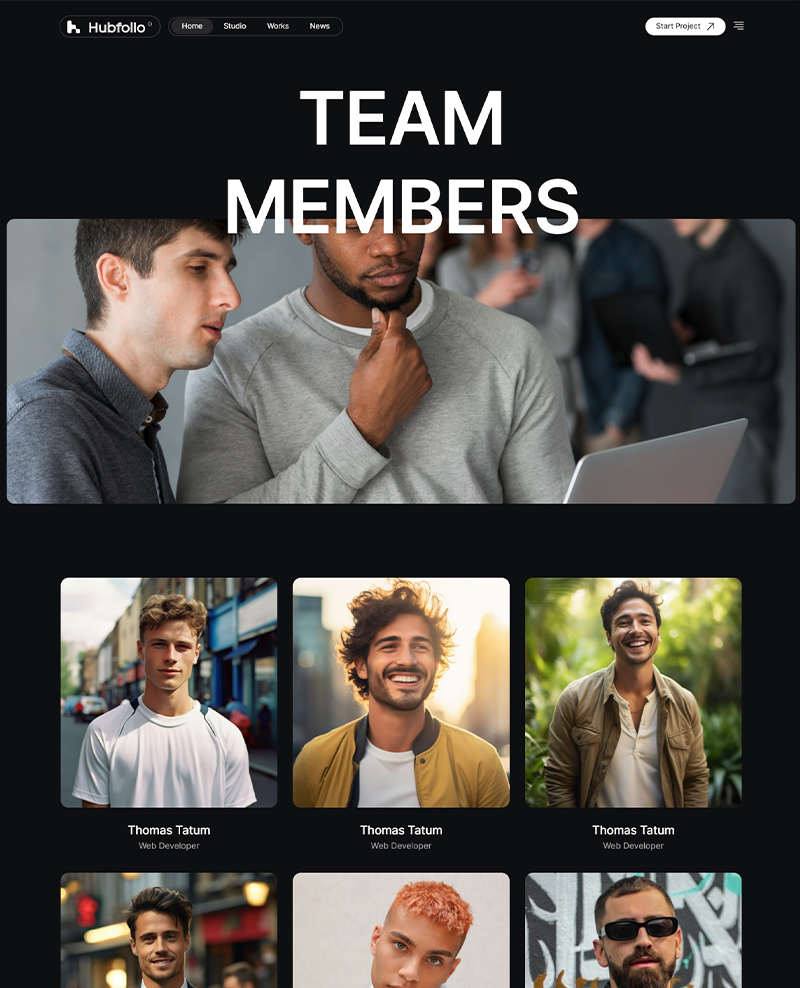 Hubfolio
Home Studio Works News
Start Project
TEAM
MEMBERS
Thomas Tatum Thomas Tatum Thomas Tatum
Web Developer Web Developer Web Developer